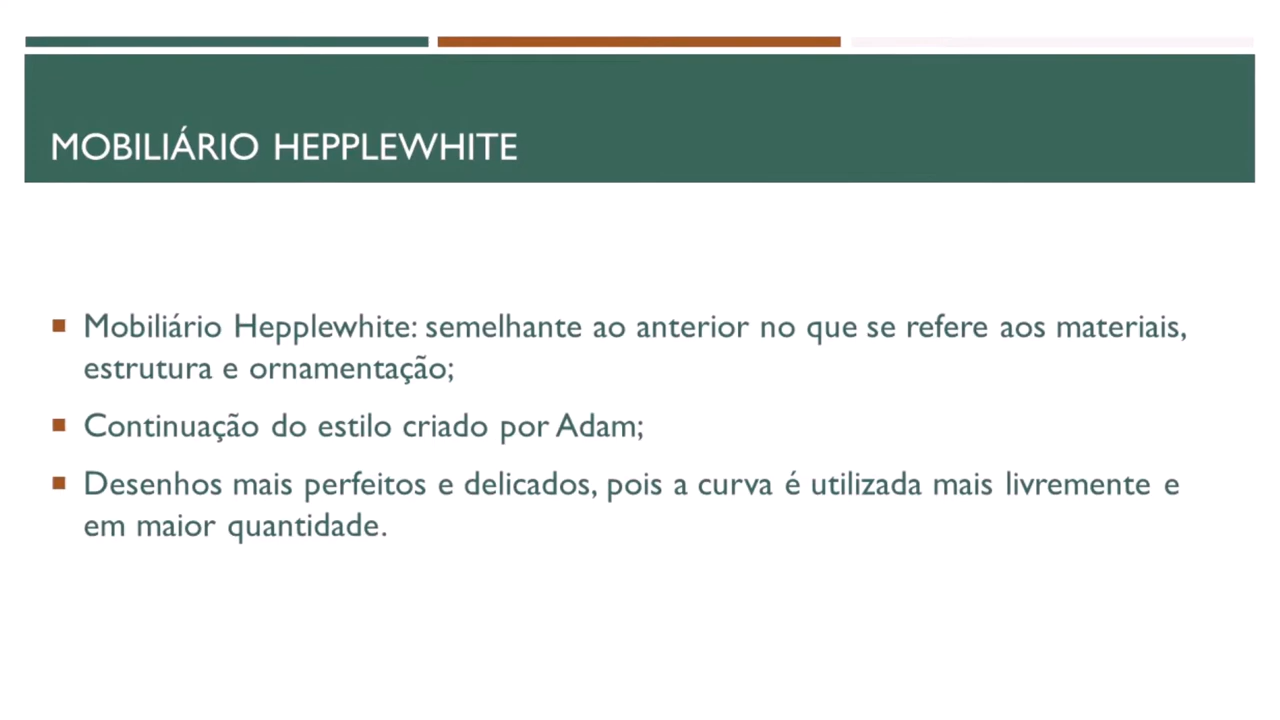 MOBILIÁRIO HEPPLEWHITE
Mobiliário Hepplewhite: semelhante ao anterior no que se refere aos materiais,
estrutura e ornamentação;
Continuação do estilo criado por Adam;
Desenhos mais perfeitos e delicados, pois a curva é utilizada mais livremente e
em maior quantidade.